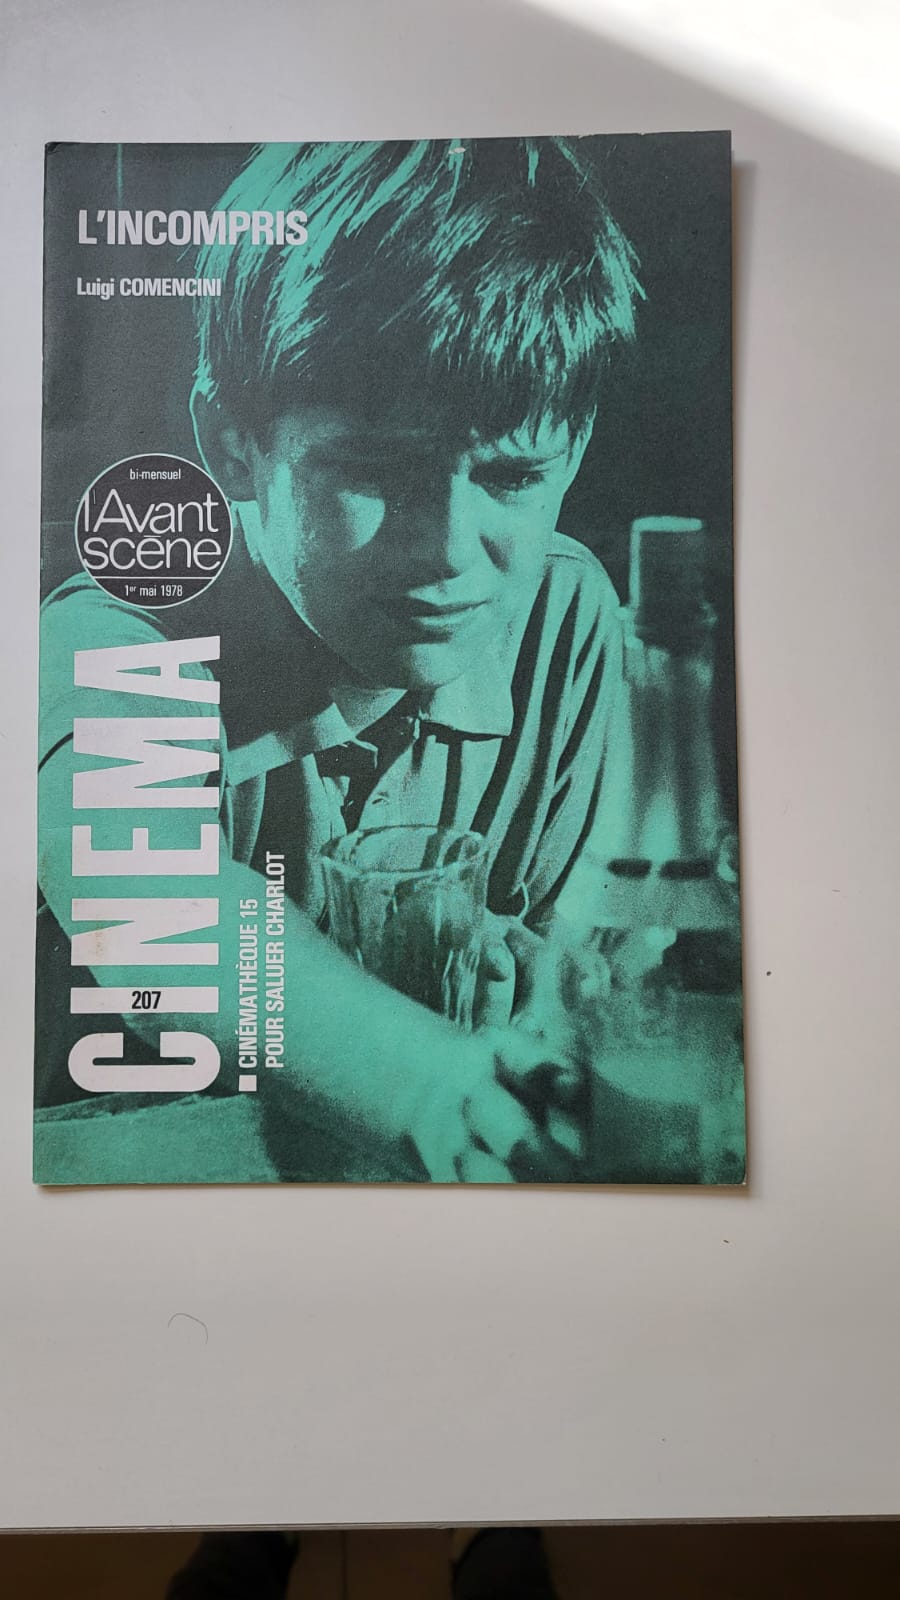 L'INCOMPRIS
Luigi COMENCINI
bi-mensuel
l'Avant
scène
1er mai 1978
CINEMA
207
■ CINÉMATHÈQUE 15
POUR SALUER CHARLOT